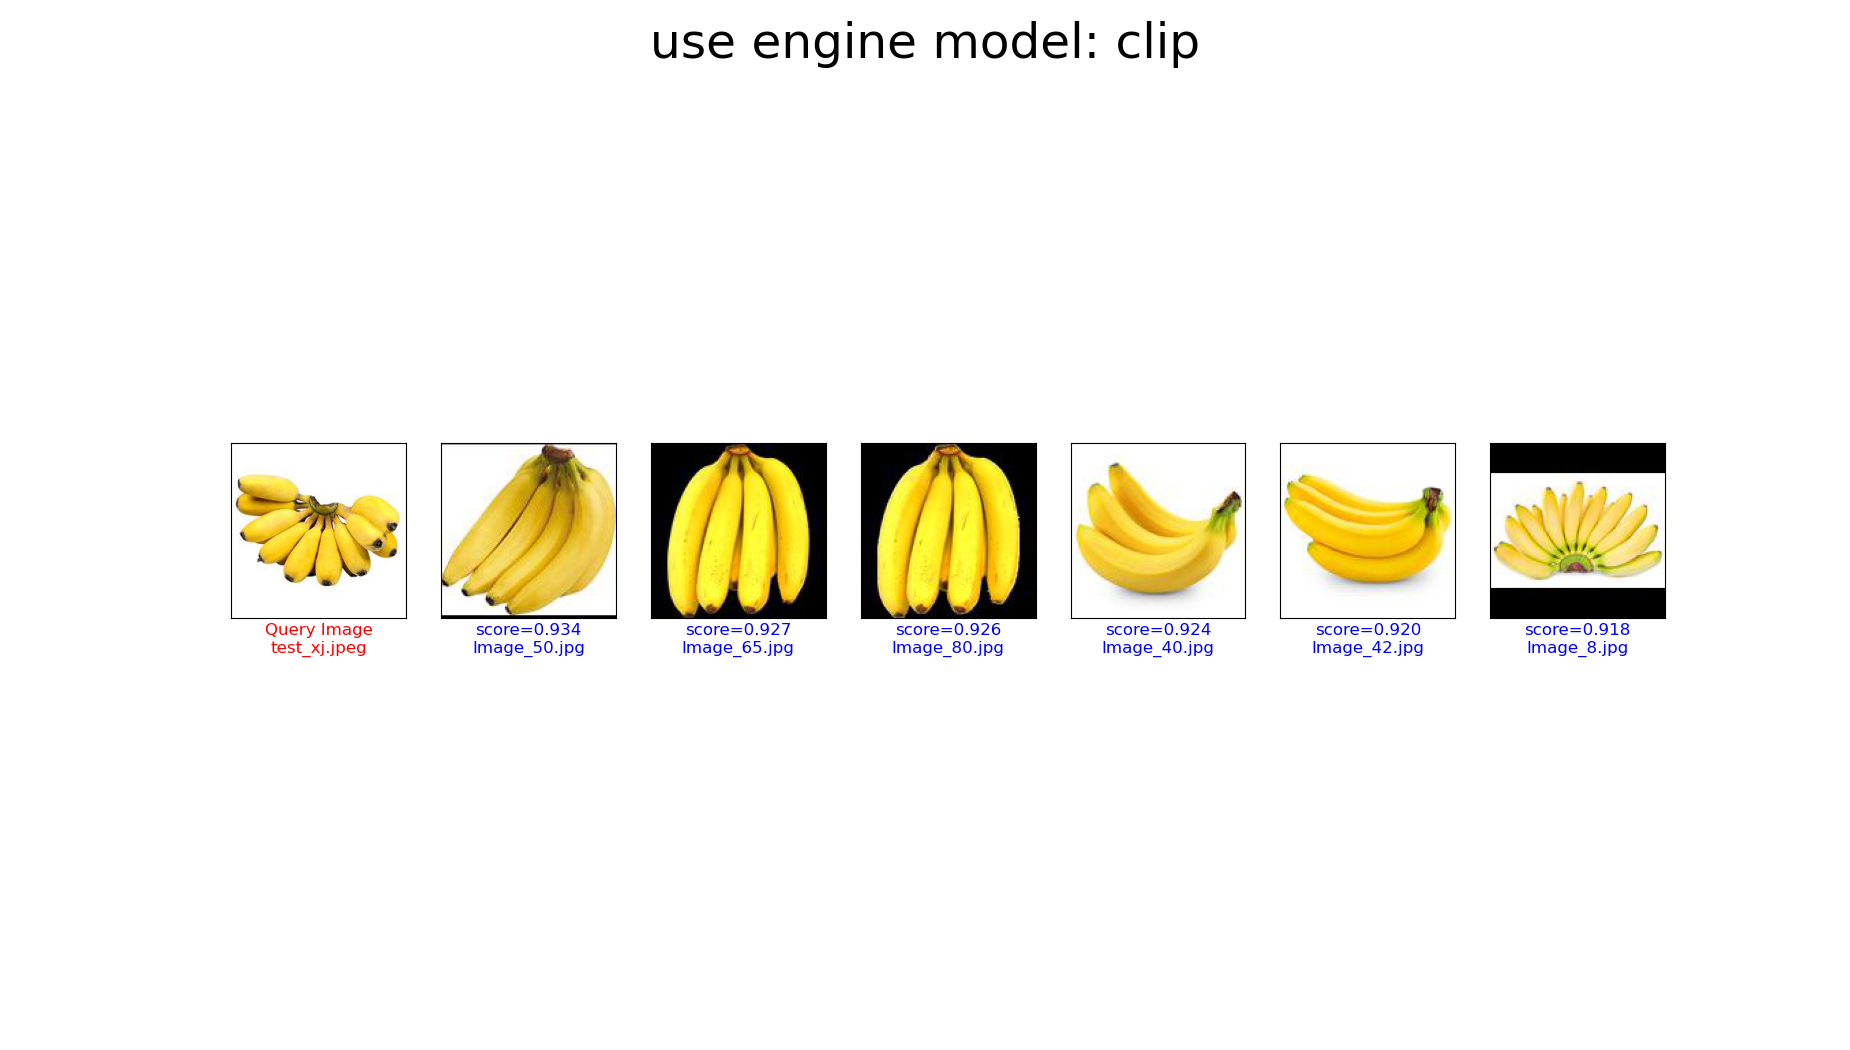 use engine model: clip
Query Image
test_xj.jpeg
score=0.934
Image_50.jpg
score=0.927
Image_65.jpg
score=0.926
Image_80.jpg
score=0.924
Image_40.jpg
score=0.920
Image_42.jpg
score=0.918
Image_8.jpg